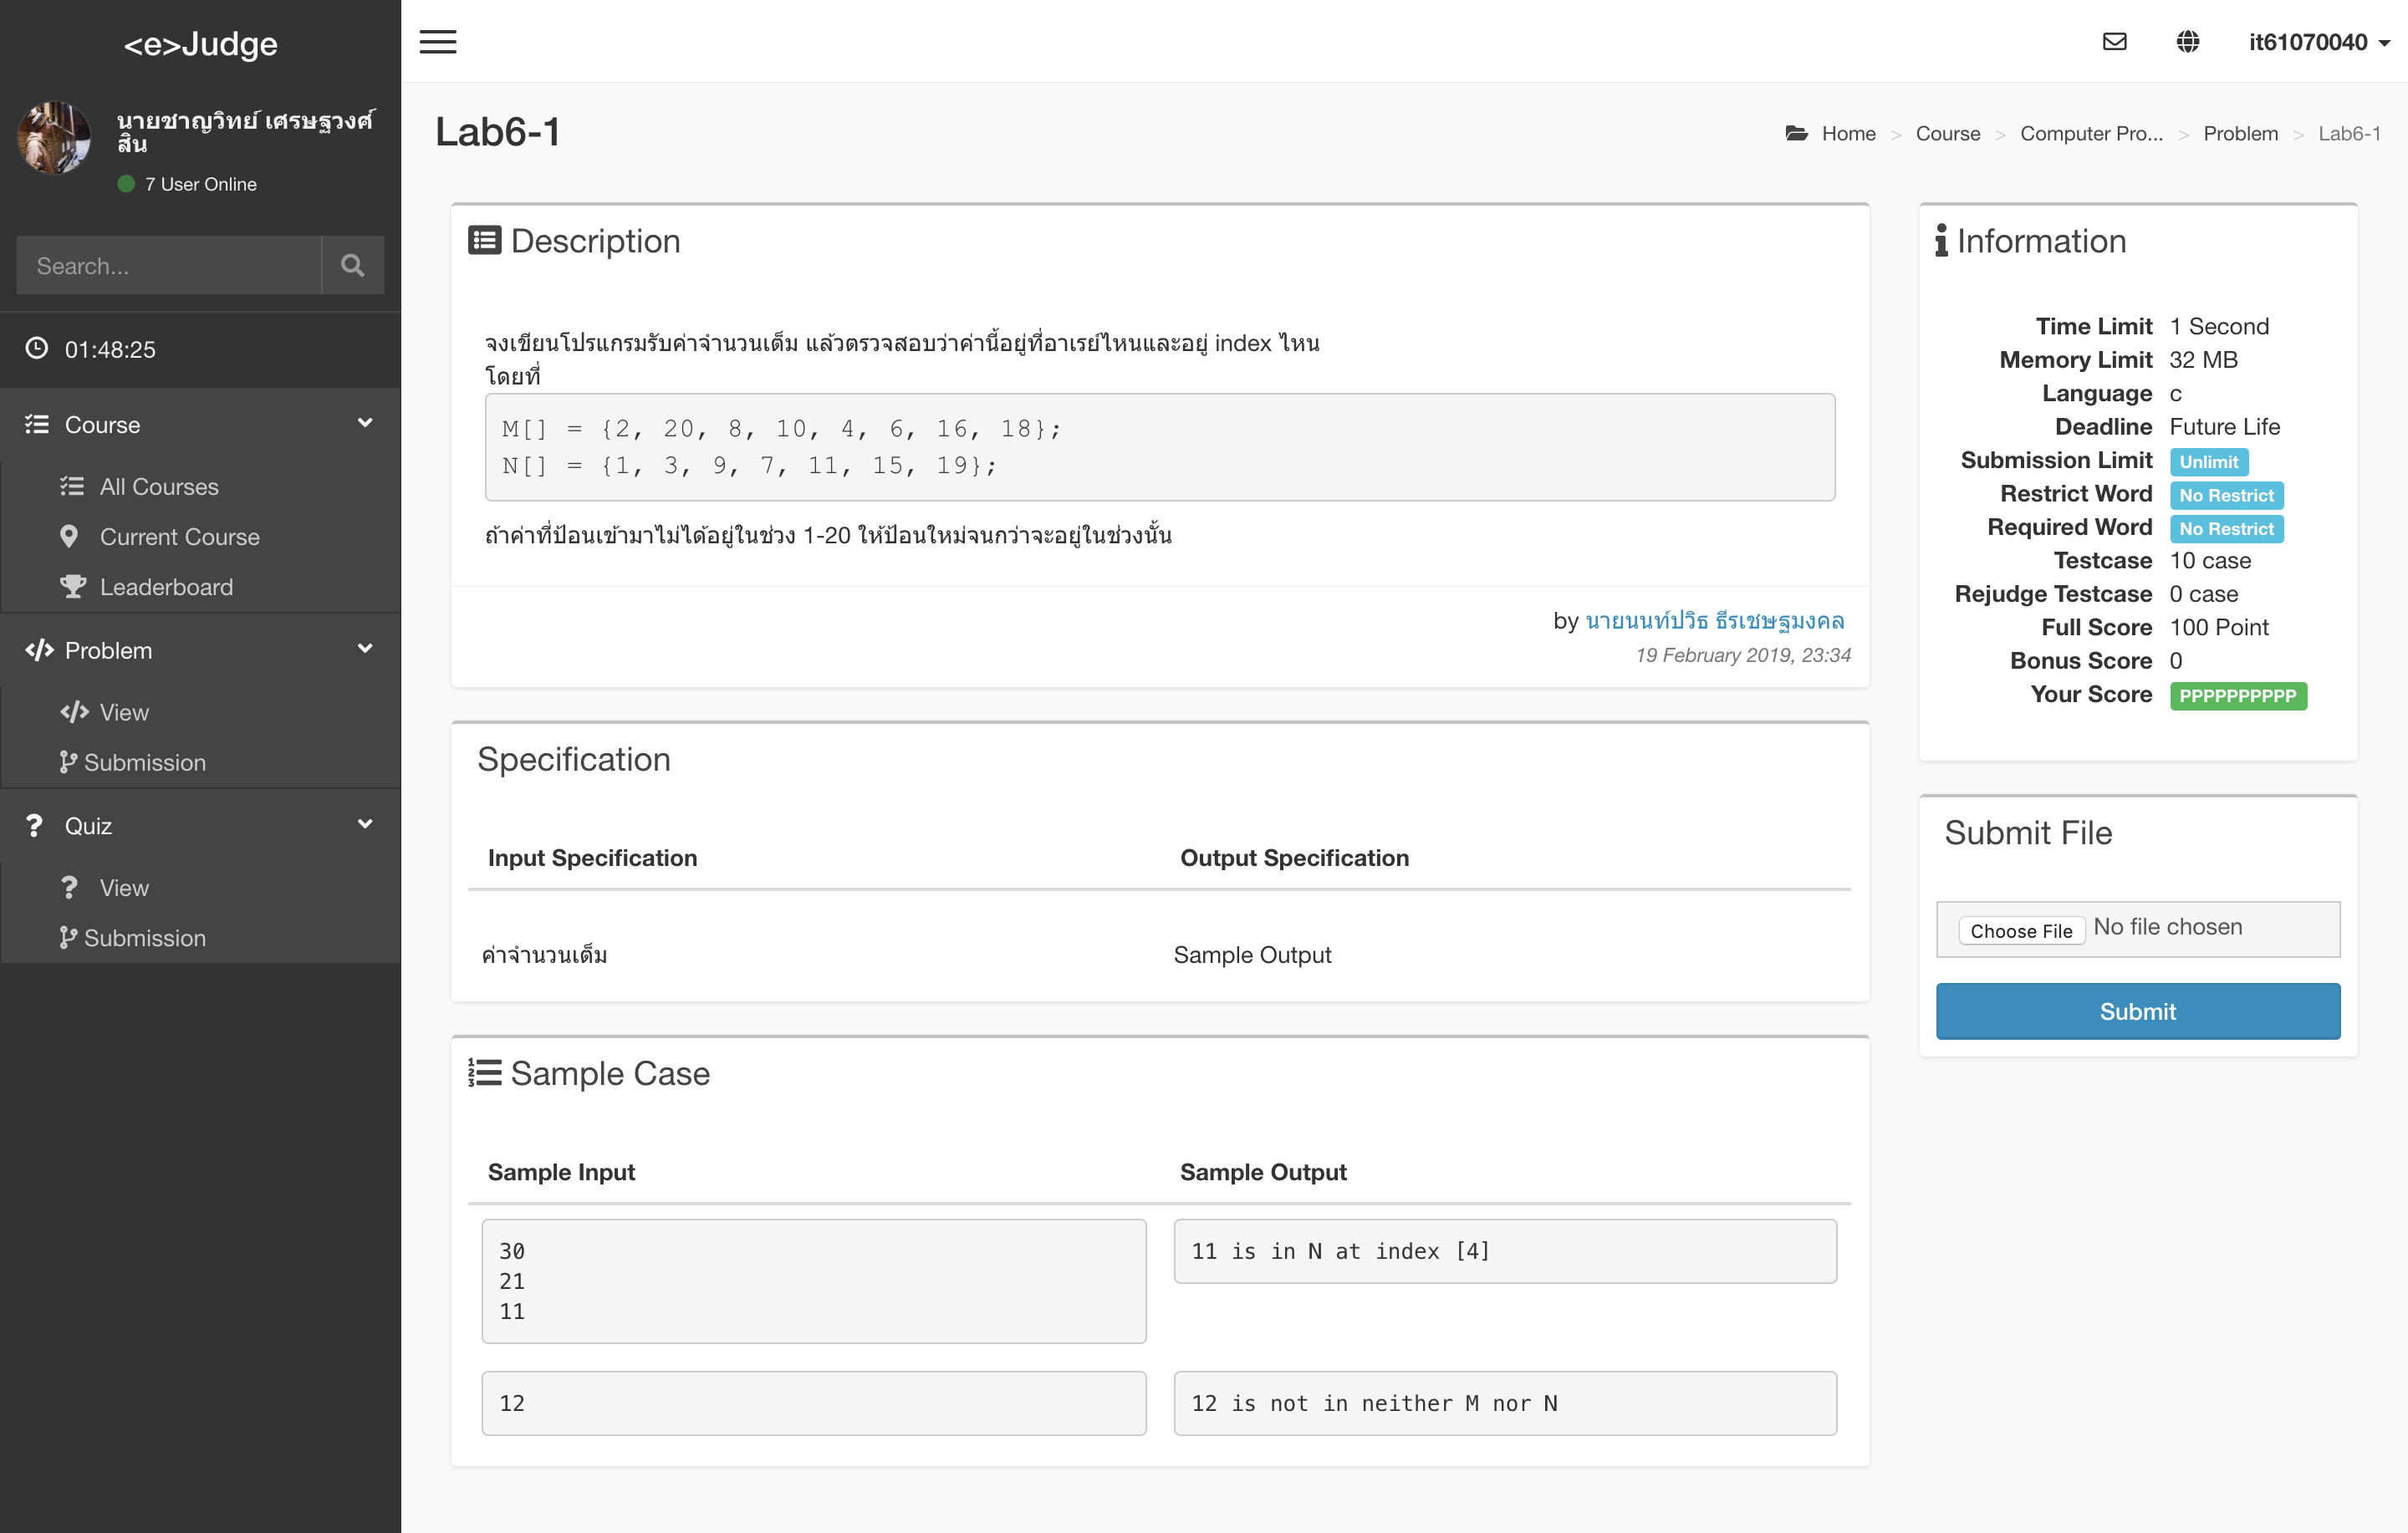 <e>Judge
นายชาญวิทย์ เศรษฐวงศ์
สิน
7 User Online
Search...
01:48:25
Course
All Courses
Current Course
Leaderboard
Problem
View
Submission
Quiz
View
Submission
it61070040
Lab6-1
Home > Course > Computer Pro... > Problem > Lab6-1
Description
จงเขียนโปรแกรมรับค่าจำนวนเต็ม แล้วตรวจสอบว่าค่านี้อยู่ที่อาเรย์ไหนและอยู่ index ไหน
โดยที่
M[] = {2, 20, 8, 10, 4, 6, 16, 18};
N[] = {1, 3, 9, 7, 11, 15, 19};
ถ้าค่าที่ป้อนเข้ามาไม่ได้อยู่ในช่วง 1-20 ให้ป้อนใหม่จนกว่าจะอยู่ในช่วงนั้น
by นายนนท์ปวิธ ธีรเชษฐมงคล
19 February 2019, 23:34
Specification
Input Specification
Output Specification
ค่าจำนวนเต็ม
Sample Output
Sample Case
Sample Input
Sample Output
30
21
11
11 is in N at index [4]
12
12 is not in neither M nor N
Information
Time Limit 1 Second
Memory Limit 32 MB
Language c
Deadline Future Life
Submission Limit Unlimit
Restrict Word No Restrict
Required Word No Restrict
Testcase 10 case
Rejudge Testcase 0 case
Full Score 100 Point
Bonus Score 0
Your Score PPPPPPPPPP
Submit File
Choose File No file chosen
Submit